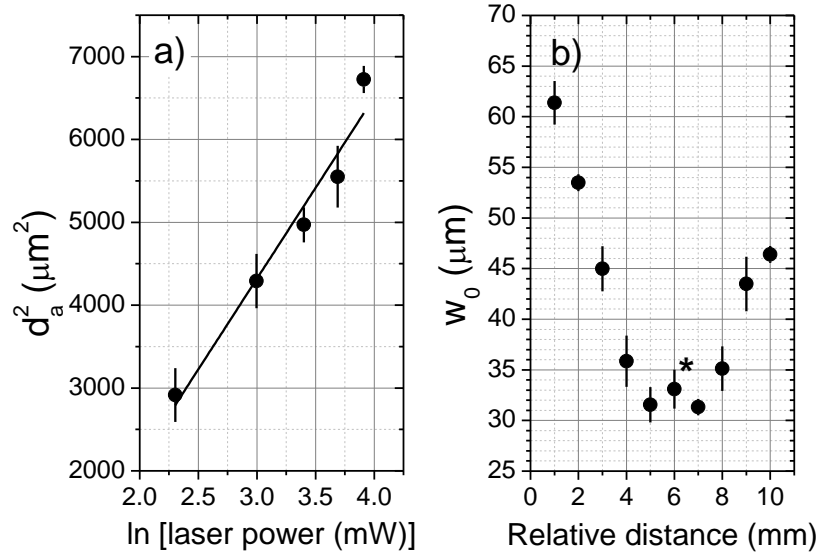 a)
7000
6000
5000
4000
3000
2000
d²ₐ (μm²)
2.0 2.5 3.0 3.5 4.0
ln [laser power (mW)]
b)
70
65
60
55
50
45
40
35
30
25
w₀ (μm)
*
0 2 4 6 8 10
Relative distance (mm)